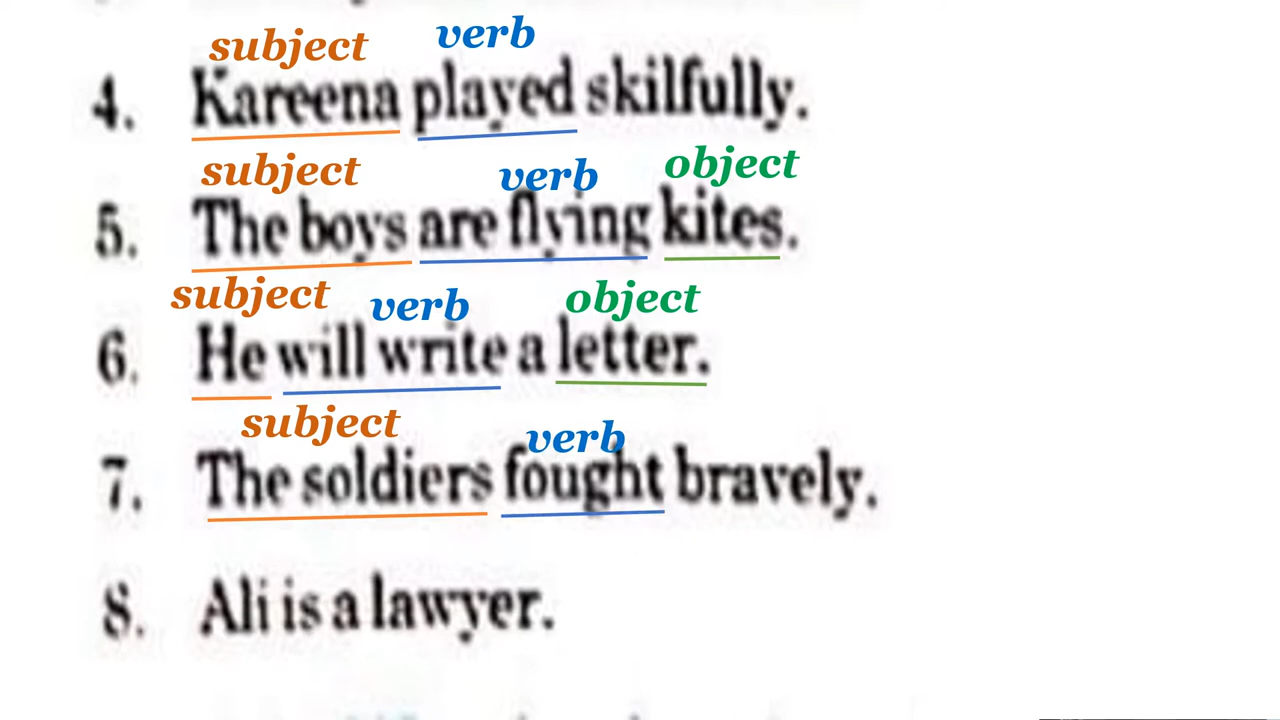 subject verb
4. Kareena played skilfully.
subject verb object
5. The boys are flying kites.
subject verb object
6. He will write a letter.
subject verb
7. The soldiers fought bravely.
8. Ali is a lawyer.